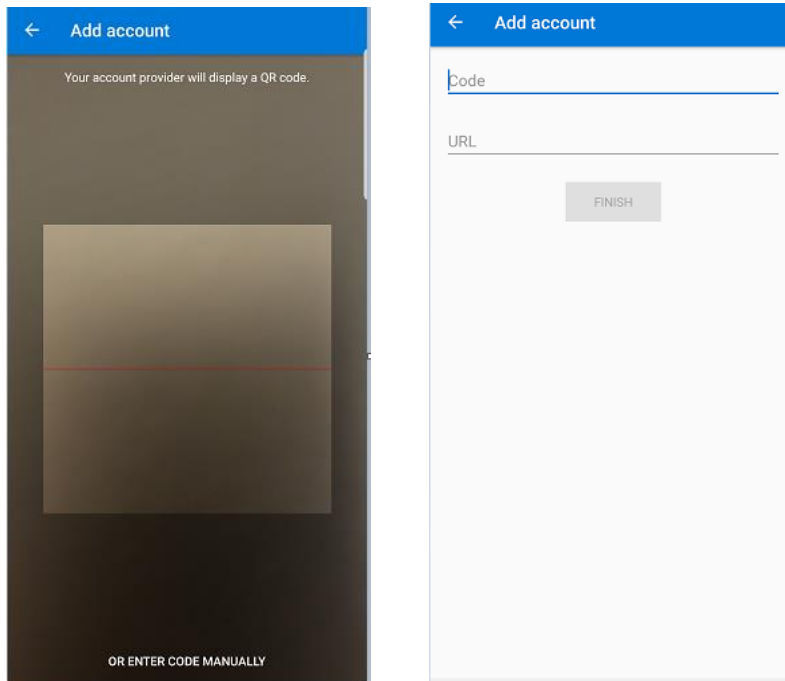 Add account
Your account provider will display a QR code.
OR ENTER CODE MANUALLY
Add account
Code
URL
FINISH